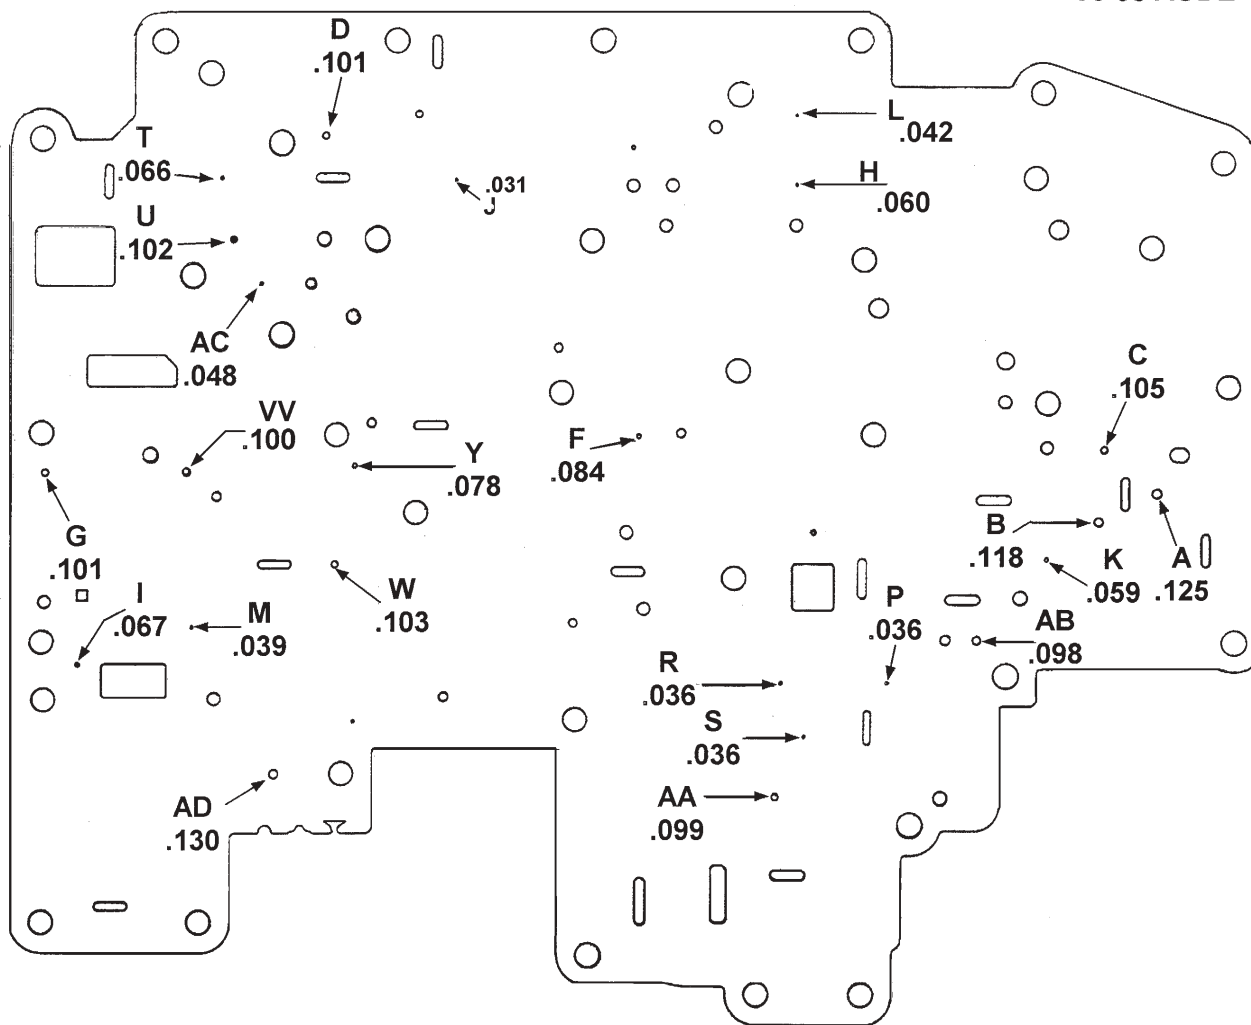 D
.101
L
.042
T
.066
.031
J
H
.060
U
.102
AC
.048
C
.105
VV
.100
F
.084
Y
.078
B
.118
G
.101
K
.059
A
.125
I
.067
M
.039
W
.103
P
.036
AB
.098
R
.036
S
.036
AD
.130
AA
.099